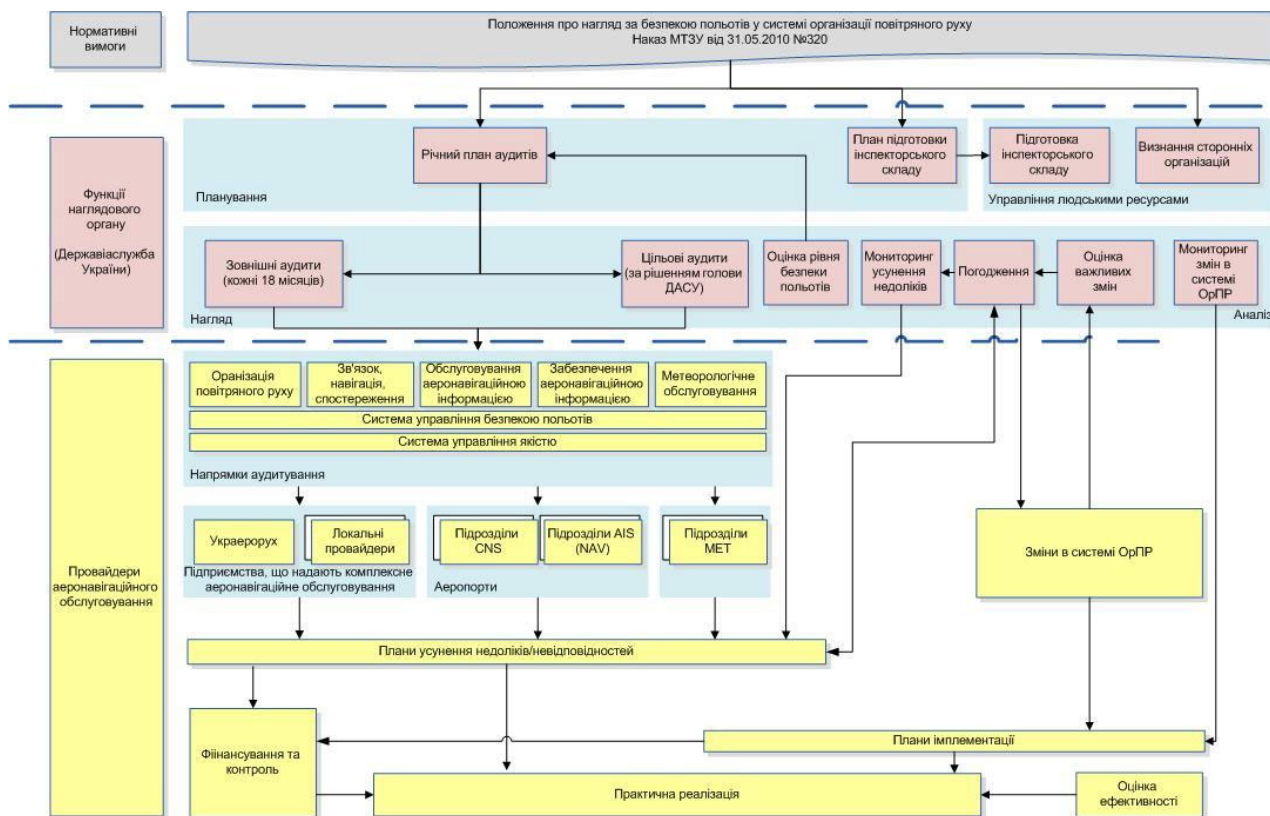 Нормативні
вимоги
Положення про нагляд за безпекою польотів у системі організації повітряного руху
Наказ МТЗУ від 31.05.2010 №320
Функції
наглядового
органу
(Державіаслужба
України)
Річний план аудитів
План підготовки
інспекторського
складу
Підготовка
інспекторського
складу
Визнання сторонніх
організацій
Планування
Управління людськими ресурсами
Зовнішні аудити
(кожні 18 місяців)
Цільові аудити
(за рішенням голови
ДАСУ)
Оцінка рівня
безпеки
польотів
Мониторинг
усунення
недоліків
Погодження
Оцінка
важливих
змін
Мониторинг
змін в
системі
ОрПР
Нагляд
Аналіз
Провайдери
аеронавігаційного
обслуговування
Оранізація
повітряного руху
Зв'язок,
навігація,
спостереження
Обслуговування
аеронавігаційною
інформацією
Забезпечення
аеронавігаційною
інформацією
Метеорологічне
обслуговування
Система управління безпекою польотів
Система управління якістю
Напрямки аудитування
Украерорух
Локальні
провайдери
Підприємства, що надають комплексне
аеронавігаційне обслуговування
Підрозділи
CNS
Підрозділи AIS
(NAV)
Аеропорти
Підрозділи
МЕТ
Зміни в системі ОрПР
Плани усунення недоліків/невідповідностей
Фіінансування та
контроль
Плани імплементації
Практична реалізація
Оцінка
ефективності